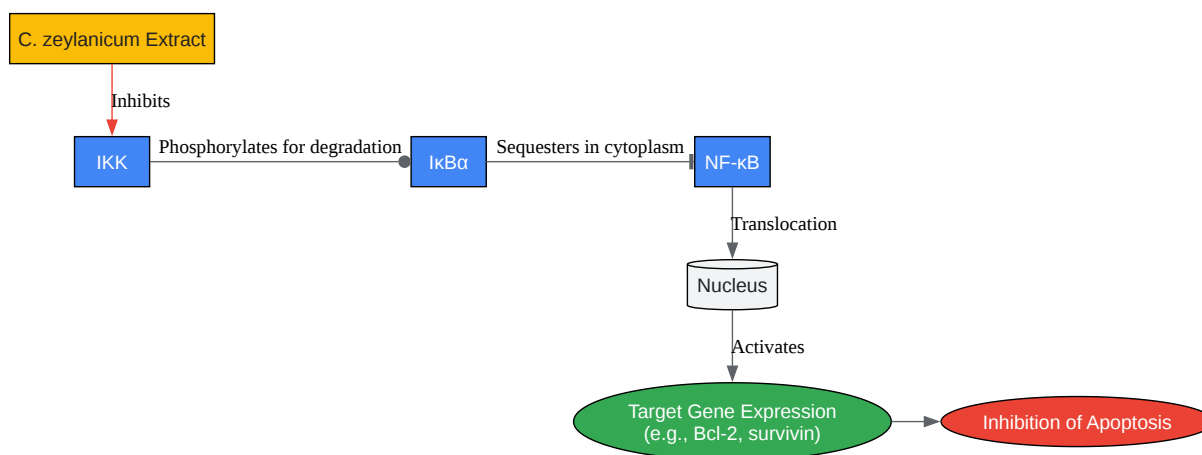 C. zeylanicum Extract
Inhibits
IKK
Phosphorylates for degradation
IκBα
Sequesters in cytoplasm
NF-κB
Translocation
Nucleus
Activates
Target Gene Expression
(e.g., Bcl-2, survivin)
Inhibition of Apoptosis